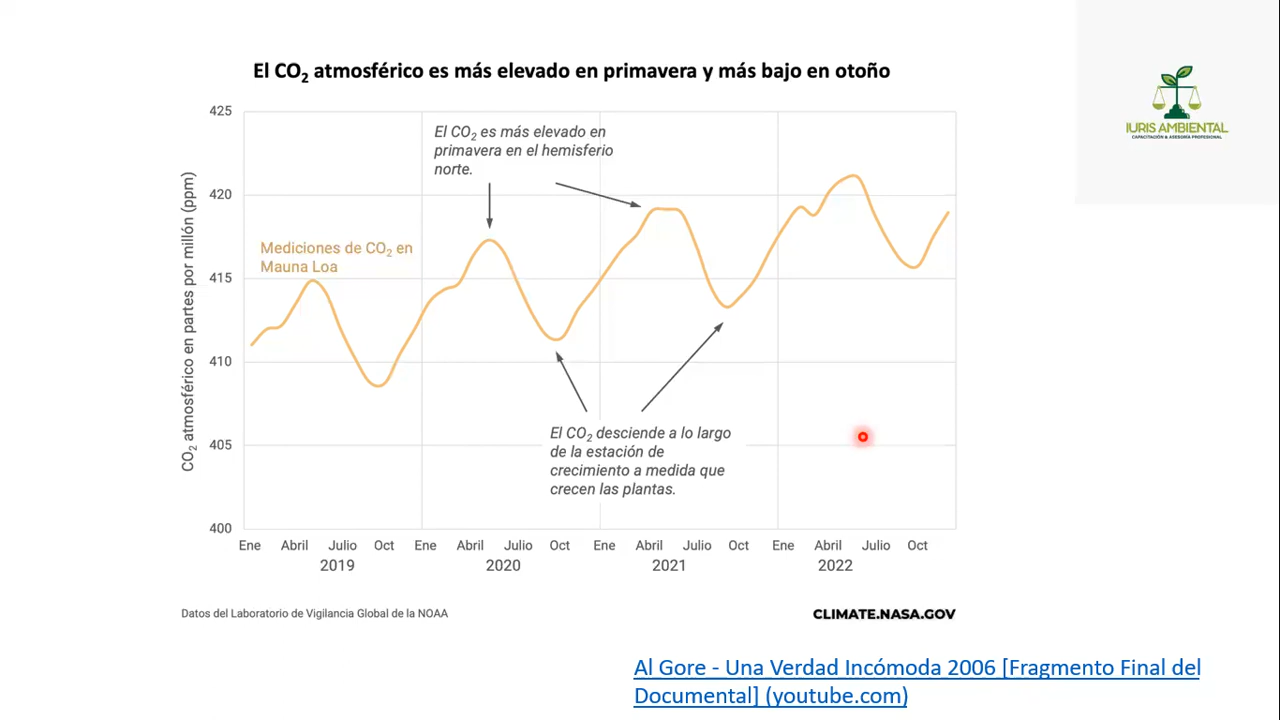 El CO₂ atmosférico es más elevado en primavera y más bajo en otoño
IURIS AMBIENTAL
CAPACITACIÓN & ASESORÍA PROFESIONAL
CO₂ atmosférico en partes por millón (ppm)
425
420
415
410
405
400
El CO₂ es más elevado en
primavera en el hemisferio
norte.
Mediciones de CO₂ en
Mauna Loa
El CO₂ desciende a lo largo
de la estación de
crecimiento a medida que
crecen las plantas.
Ene Abril Julio Oct Ene Abril Julio Oct Ene Abril Julio Oct Ene Abril Julio Oct
2019 2020 2021 2022
Datos del Laboratorio de Vigilancia Global de la NOAA
CLIMATE.NASA.GOV
Al Gore - Una Verdad Incómoda 2006 [Fragmento Final del
Documental] (youtube.com)